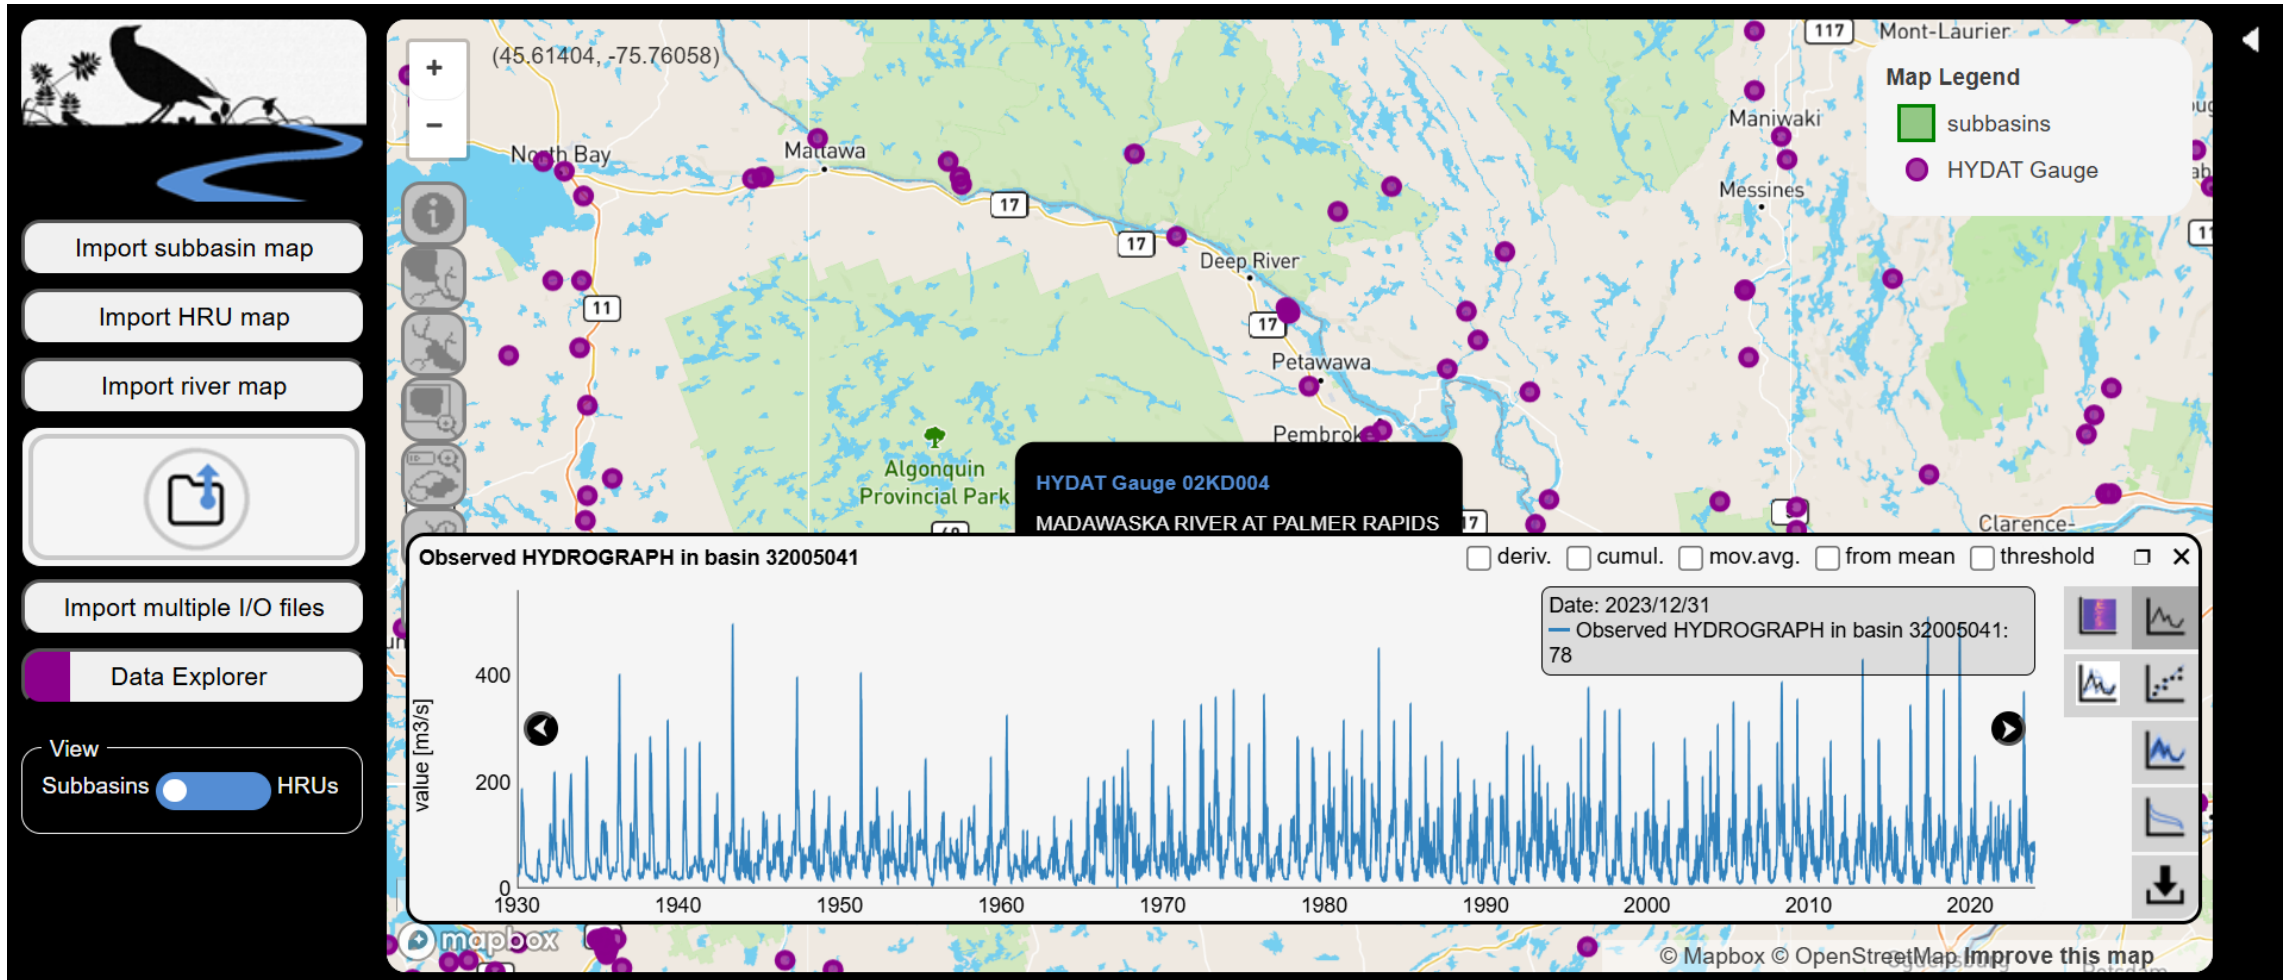 Import subbasin map
Import HRU map
Import river map
Import multiple I/O files
Data Explorer
View
Subbasins
HRUs
+
(45.61404, -75.76058)
−
117
Mont-Laurier
Map Legend
subbasins
HYDAT Gauge
Maniwaki
Messines
North Bay
Mattawa
17
17
Deep River
11
17
Petawawa
Pembrok
Algonquin
Provincial Park
60
17
Clarence-
HYDAT Gauge 02KD004
MADAWASKA RIVER AT PALMER RAPIDS
Observed HYDROGRAPH in basin 32005041
deriv.
cumul.
mov.avg.
from mean
threshold
Date: 2023/12/31
Observed HYDROGRAPH in basin 32005041:
78
value [m3/s]
400
200
0
1930 1940 1950 1960 1970 1980 1990 2000 2010 2020
mapbox
© Mapbox © OpenStreetMap Improve this map